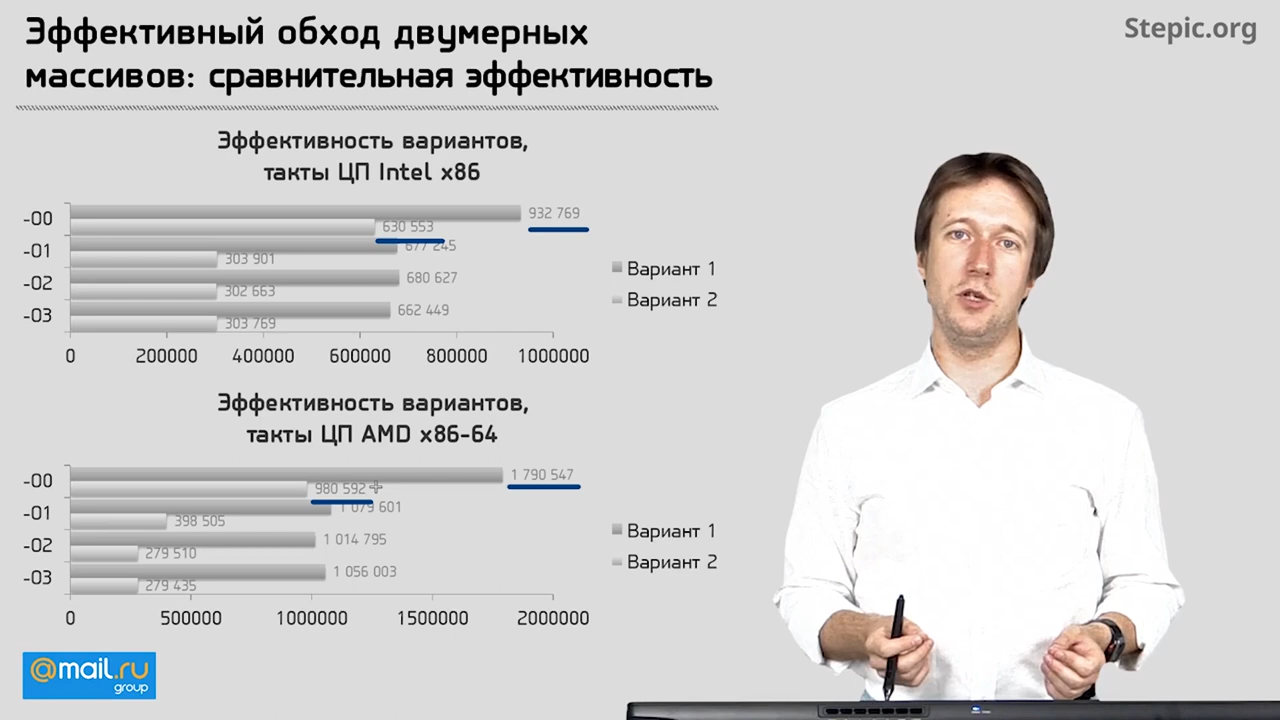 Эффективный обход двумерных
массивов: сравнительная эффективность
Stepic.org
Эффективность вариантов,
такты ЦП Intel x86
-O0
932 769
630 553
-O1
677 245
303 901
-O2
680 627
302 663
-O3
662 449
303 769
0 200000 400000 600000 800000 1000000
Вариант 1
Вариант 2
Эффективность вариантов,
такты ЦП AMD x86-64
-O0
1 790 547
980 592
-O1
1 079 601
398 505
-O2
1 014 795
279 510
-O3
1 056 003
279 435
0 500000 1000000 1500000 2000000
Вариант 1
Вариант 2
@mail.ru
group